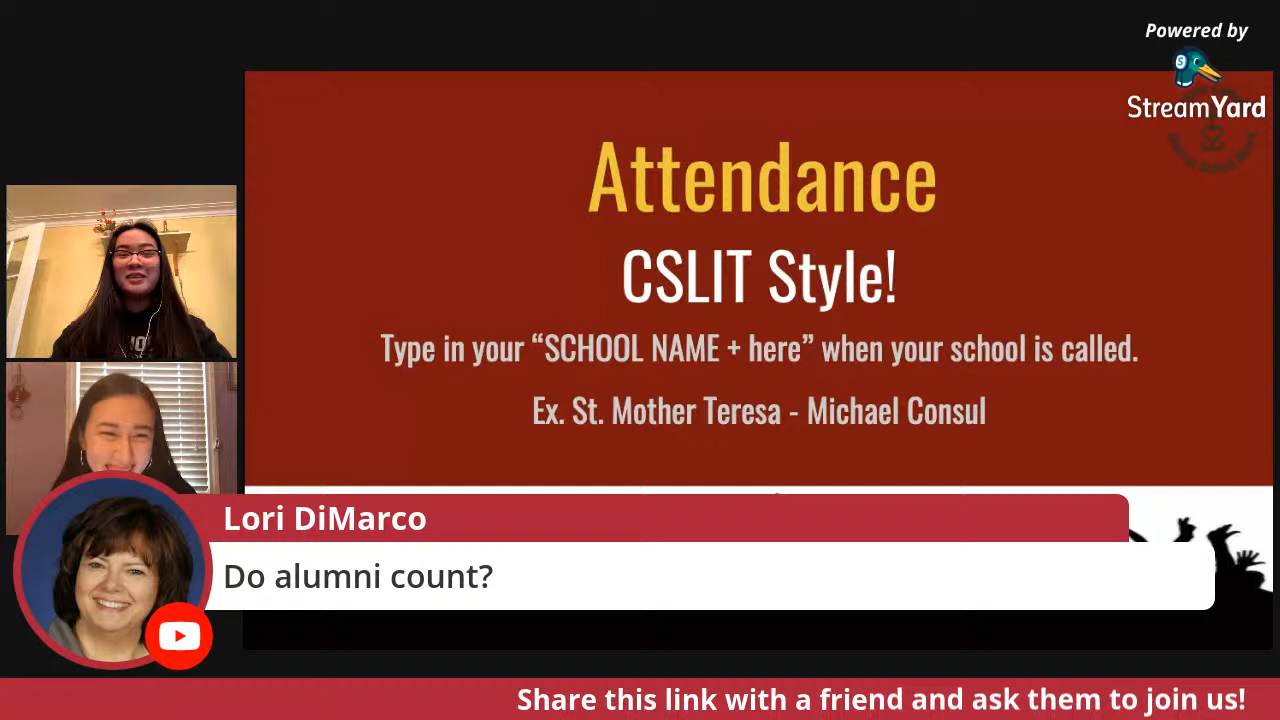 Powered by
StreamYard
Attendance
CSLIT Style!
Type in your “SCHOOL NAME + here” when your school is called.
Ex. St. Mother Teresa - Michael Consul
Lori DiMarco
Do alumni count?
Share this link with a friend and ask them to join us!